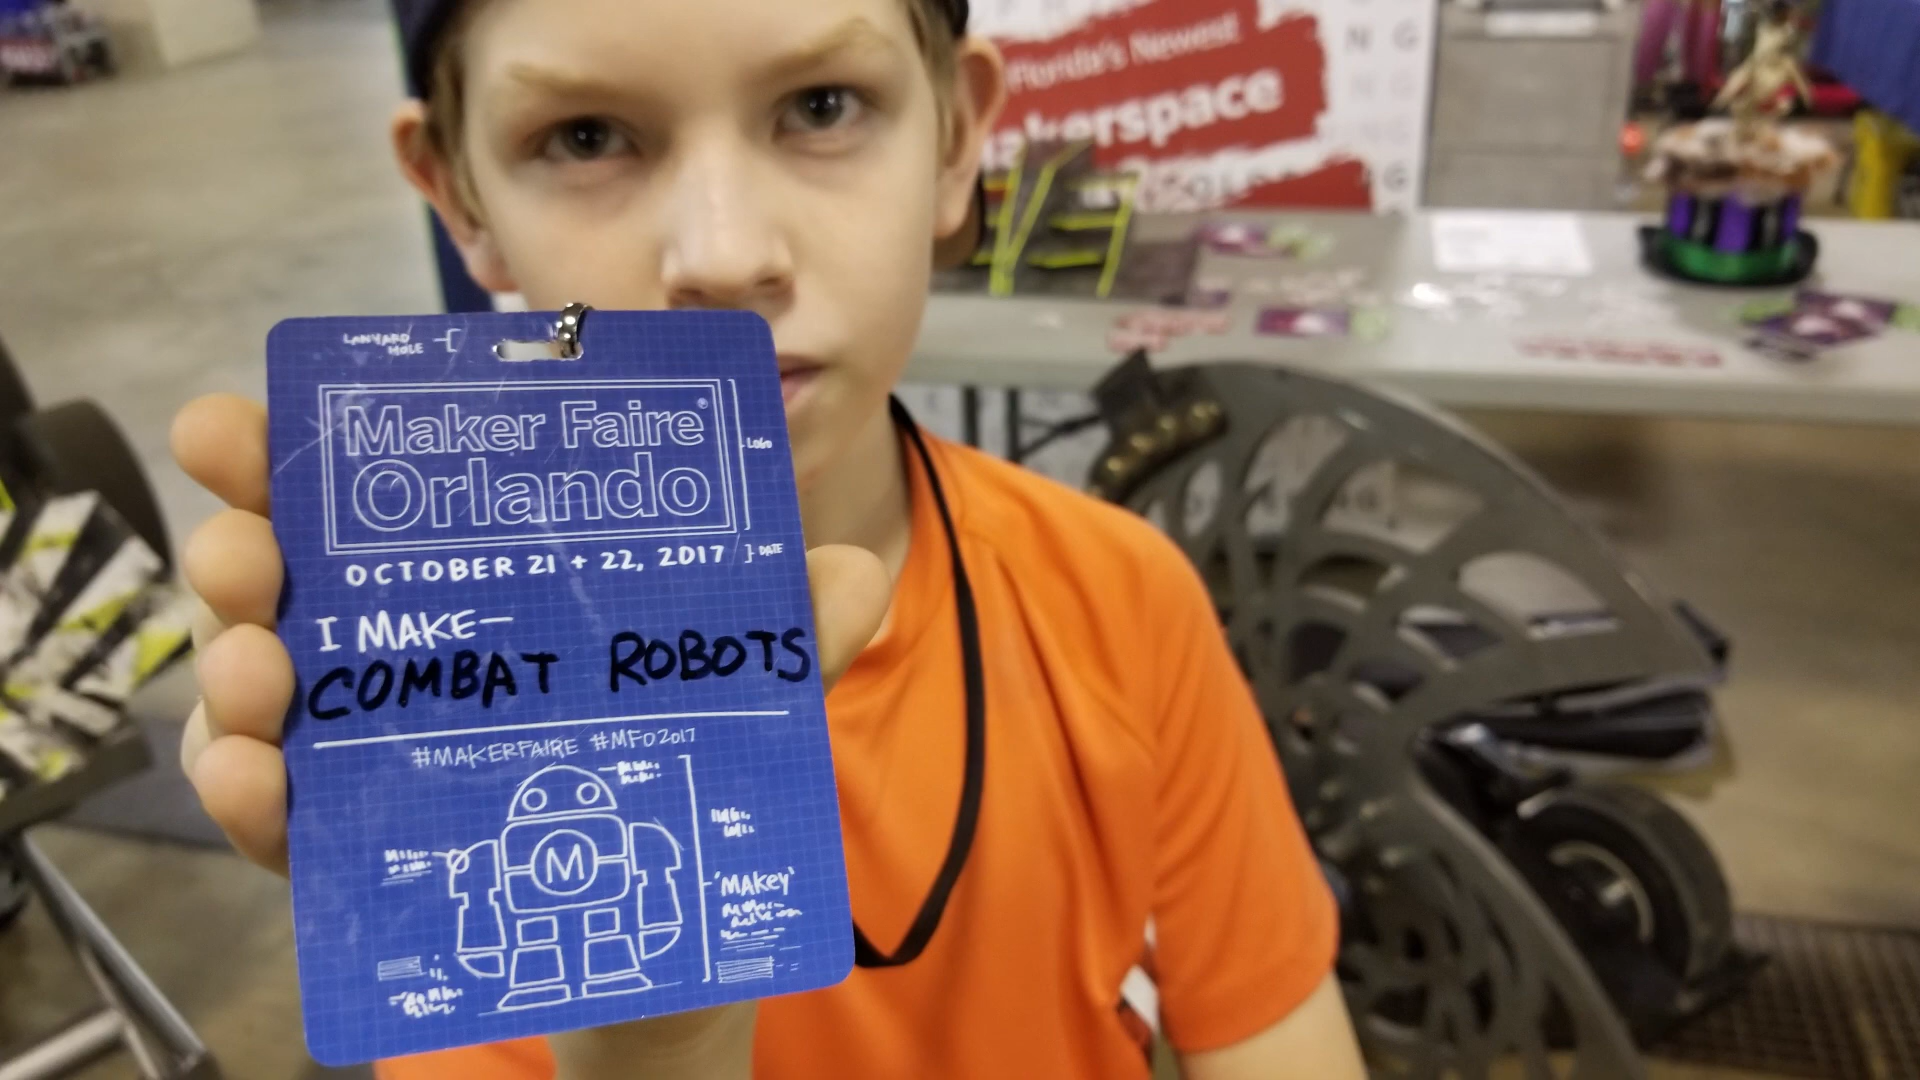 LANYARD
HOLE
Maker Faire®
Orlando
LOGO
OCTOBER 21 + 22, 2017
DATE
I MAKE—
COMBAT ROBOTS
#MAKERFAIRE #MFO2017
M
'MAKEY'
Florida's Newest
akerspace
N G
G